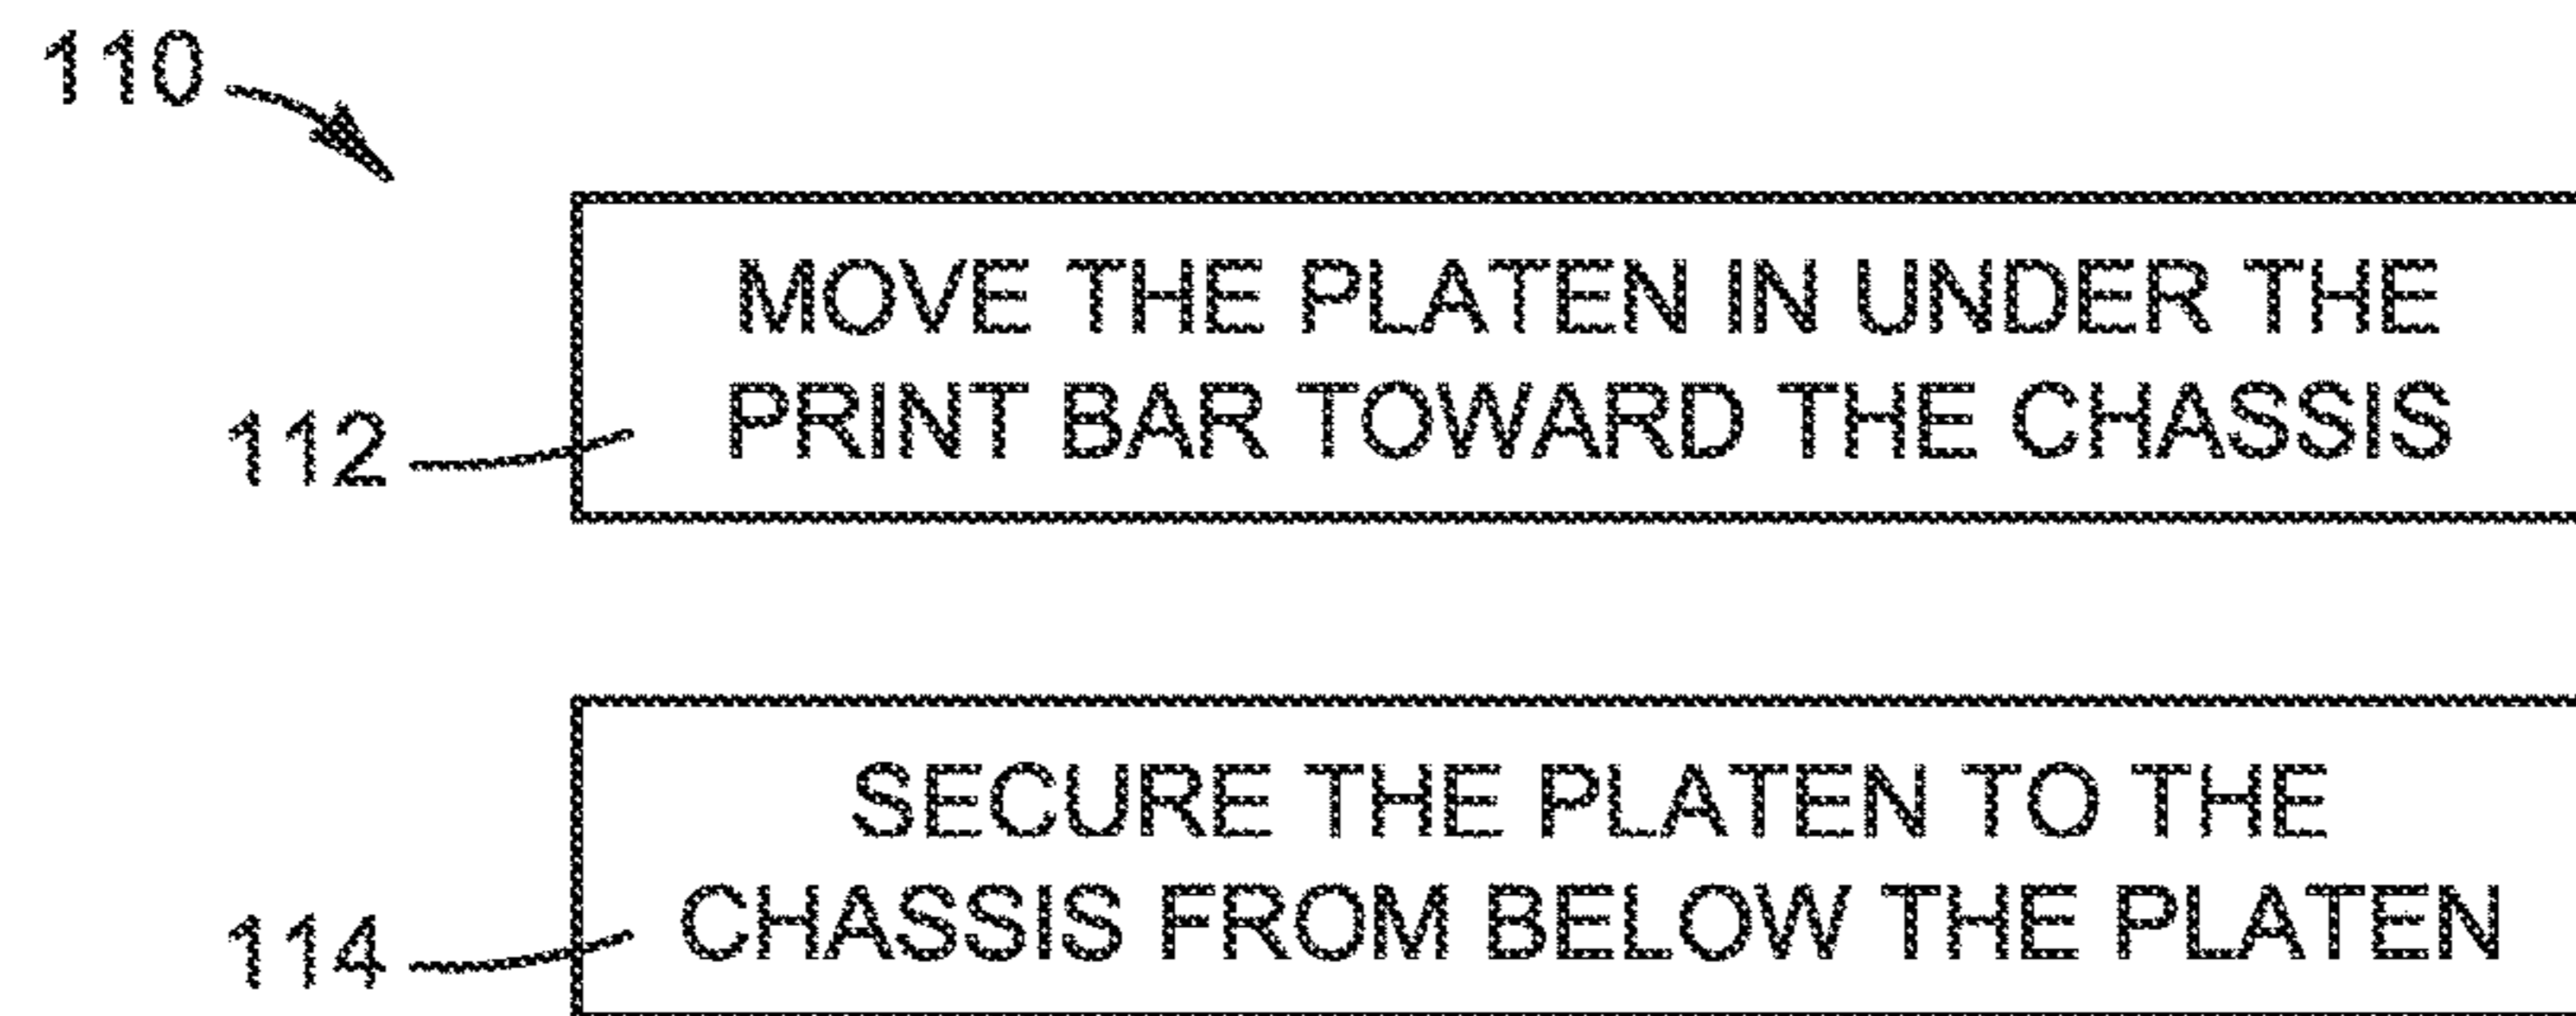 110
MOVE THE PLATEN IN UNDER THE
PRINT BAR TOWARD THE CHASSIS
112
SECURE THE PLATEN TO THE
CHASSIS FROM BELOW THE PLATEN
114